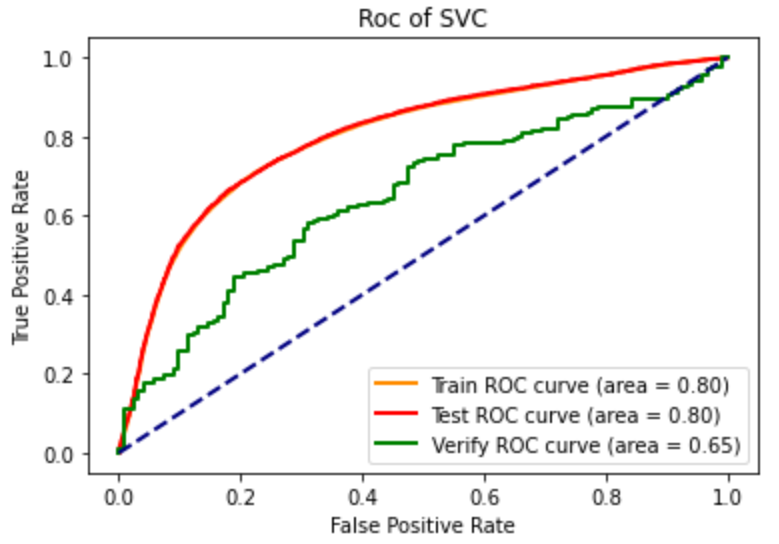 Roc of SVC
1.0
0.8
0.6
0.4
0.2
0.0
True Positive Rate
Train ROC curve (area = 0.80)
Test ROC curve (area = 0.80)
Verify ROC curve (area = 0.65)
0.0 0.2 0.4 0.6 0.8 1.0
False Positive Rate